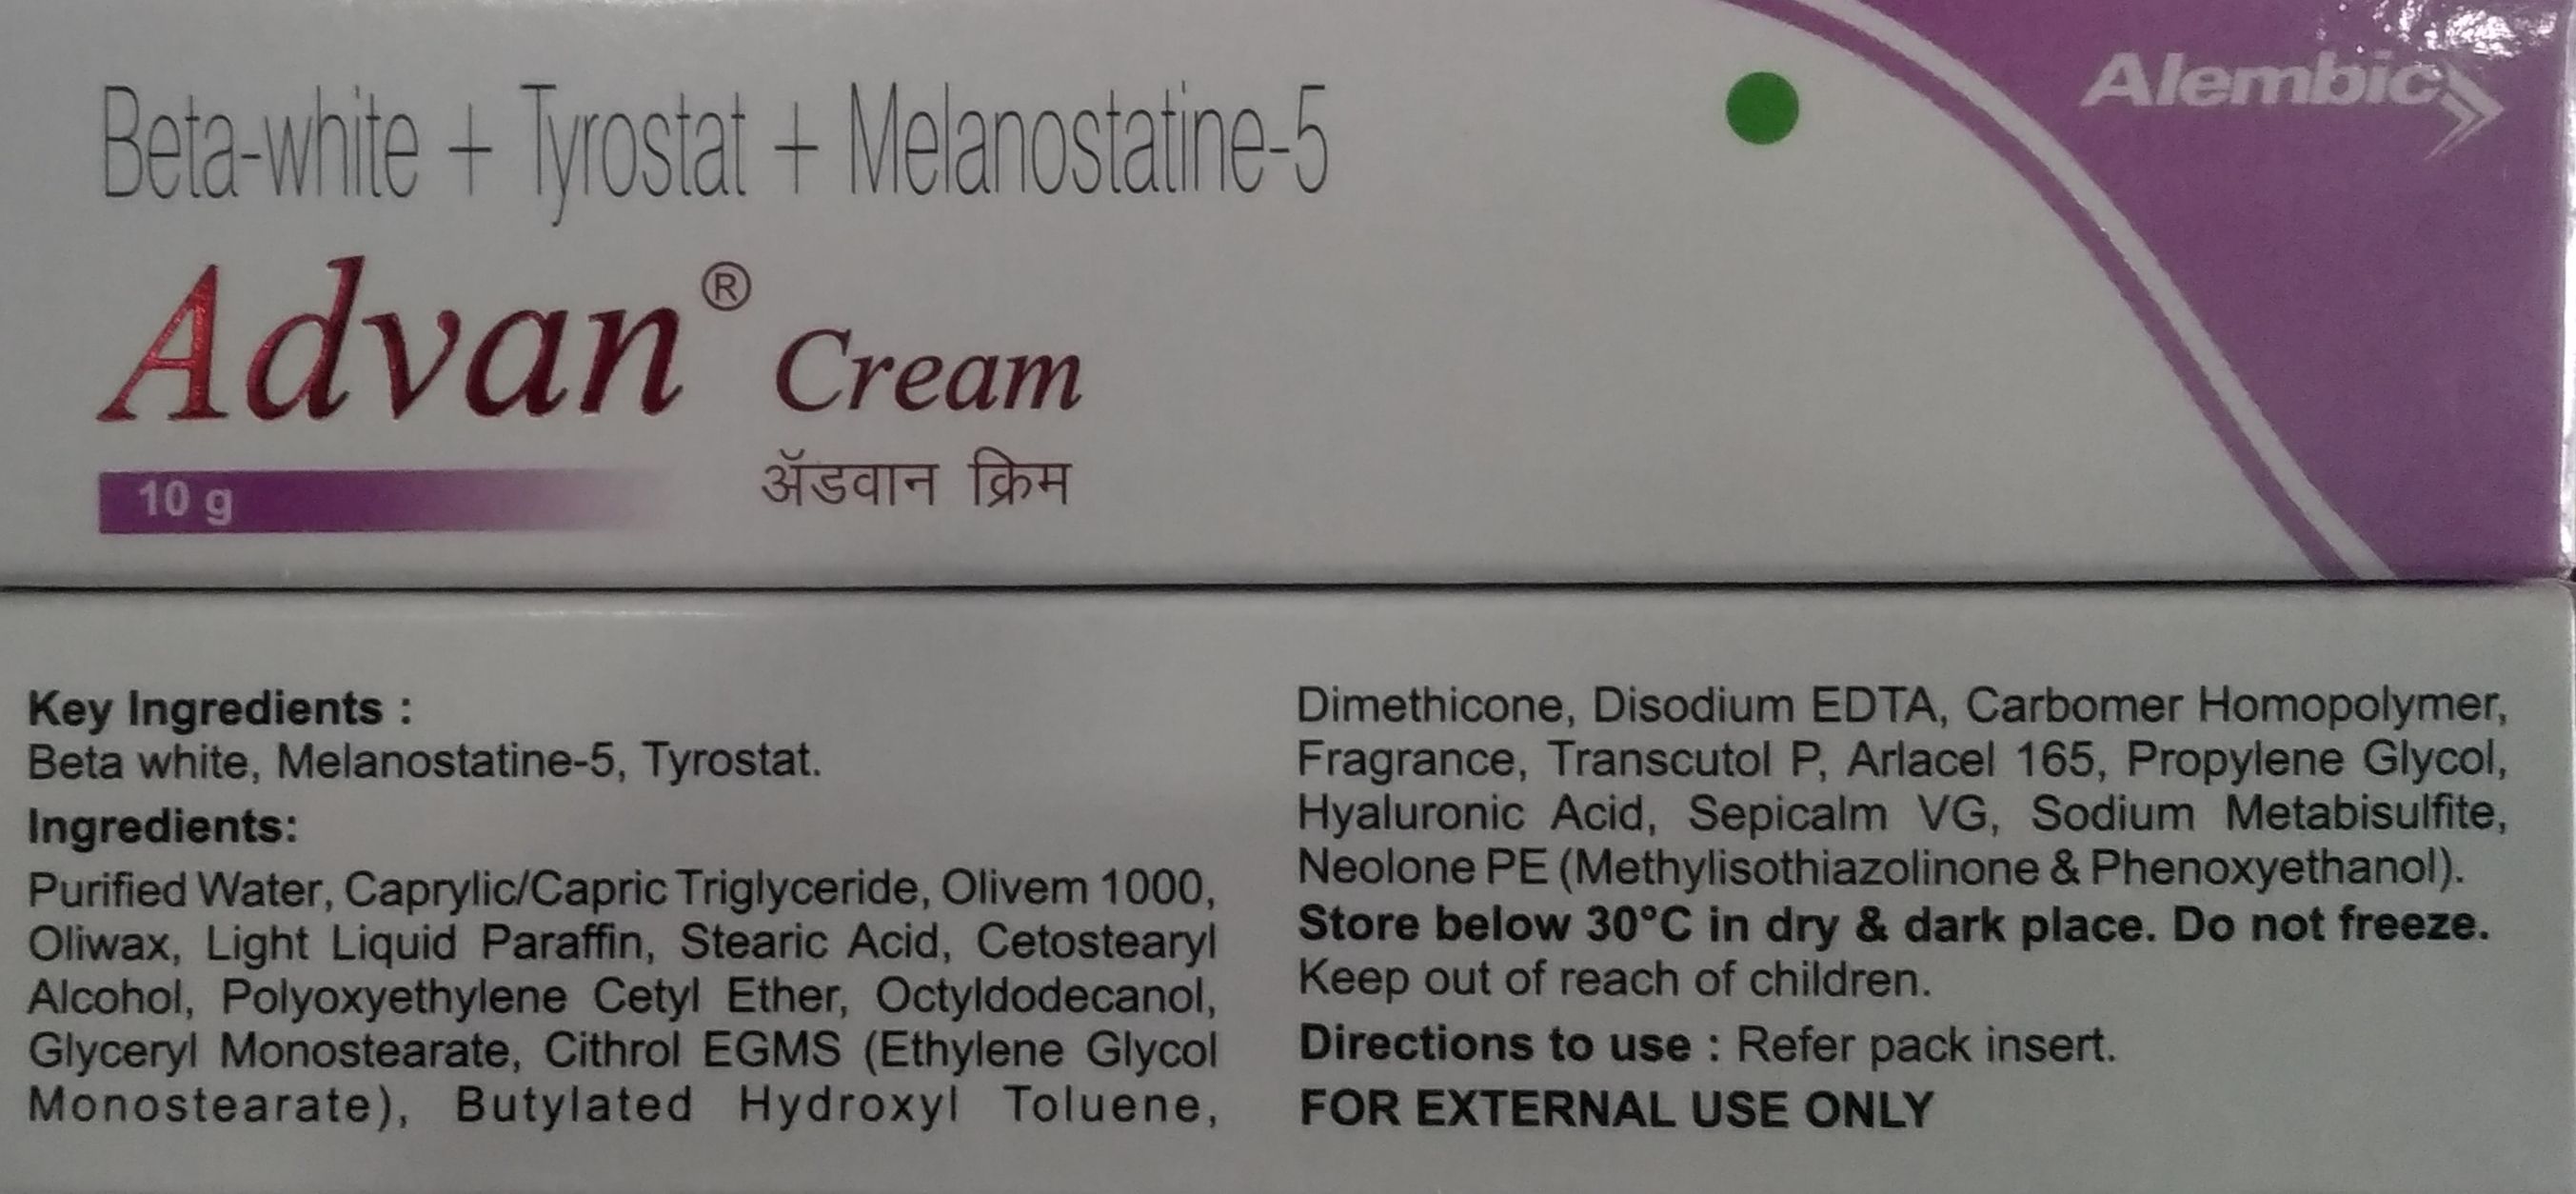 Beta-white + Tyrostat + Melanostatine-5
Alembic
Advan® Cream
ॲडवान क्रिम
10 g
Key Ingredients :
Beta white, Melanostatine-5, Tyrostat.
Ingredients:
Purified Water, Caprylic/Capric Triglyceride, Olivem 1000,
Oliwax, Light Liquid Paraffin, Stearic Acid, Cetostearyl
Alcohol, Polyoxyethylene Cetyl Ether, Octyldodecanol,
Glyceryl Monostearate, Cithrol EGMS (Ethylene Glycol
Monostearate), Butylated Hydroxyl Toluene,
Dimethicone, Disodium EDTA, Carbomer Homopolymer,
Fragrance, Transcutol P, Arlacel 165, Propylene Glycol,
Hyaluronic Acid, Sepicalm VG, Sodium Metabisulfite,
Neolone PE (Methylisothiazolinone & Phenoxyethanol).
Store below 30°C in dry & dark place. Do not freeze.
Keep out of reach of children.
Directions to use : Refer pack insert.
FOR EXTERNAL USE ONLY